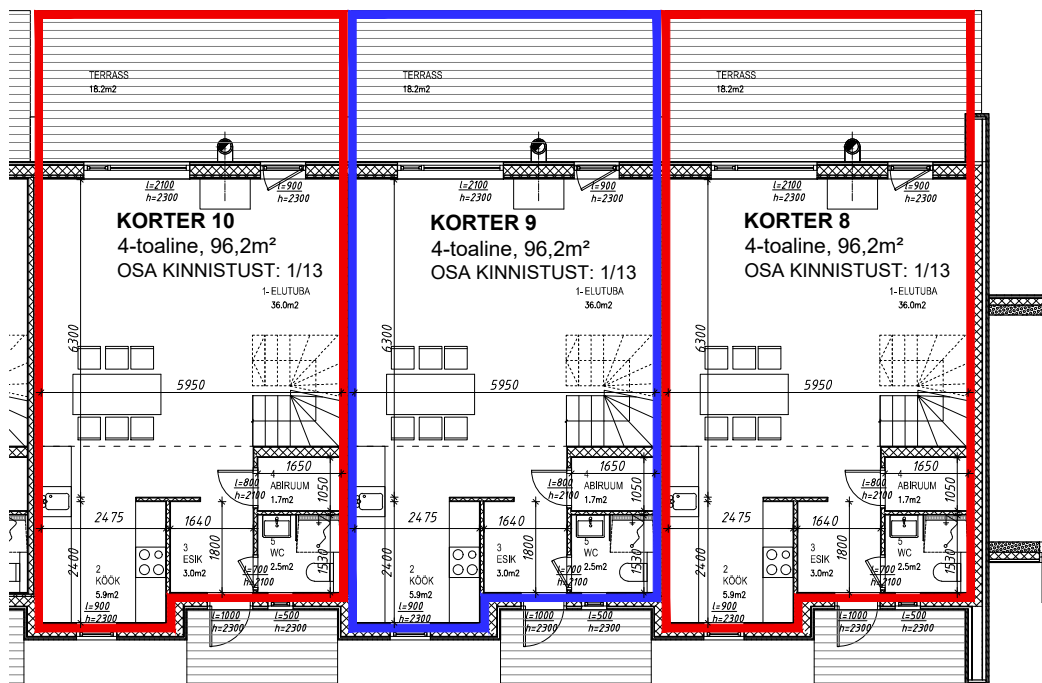 TERRASS
18.2m2
l=2100
h=2300
l=900
h=2300
KORTER 10
4-toaline, 96,2m²
OSA KINNISTUST: 1/13
1-ELUTUBA
36.0m2
6300
5950
1650
4
ABIRUUM
1.7m2
1050
l=800
h=2100
2475
1640
2400
3
ESIK
3.0m2
1800
5
WC
2.5m2
1530
l=700
h=2100
2
KÖÖK
5.9m2
l=900
h=2300
l=1000
h=2300
l=500
h=2300
TERRASS
18.2m2
l=2100
h=2300
l=900
h=2300
KORTER 9
4-toaline, 96,2m²
OSA KINNISTUST: 1/13
1-ELUTUBA
36.0m2
6300
5950
1650
4
ABIRUUM
1.7m2
1050
l=800
h=2100
2475
1640
2400
3
ESIK
3.0m2
1800
5
WC
2.5m2
1530
l=700
h=2100
2
KÖÖK
5.9m2
l=900
h=2300
l=1000
h=2300
l=500
h=2300
TERRASS
18.2m2
l=2100
h=2300
l=900
h=2300
KORTER 8
4-toaline, 96,2m²
OSA KINNISTUST: 1/13
1-ELUTUBA
36.0m2
6300
5950
1650
4
ABIRUUM
1.7m2
1050
l=800
h=2100
2475
1640
2400
3
ESIK
3.0m2
1800
5
WC
2.5m2
1530
l=700
h=2100
2
KÖÖK
5.9m2
l=900
h=2300
l=1000
h=2300
l=500
h=2300